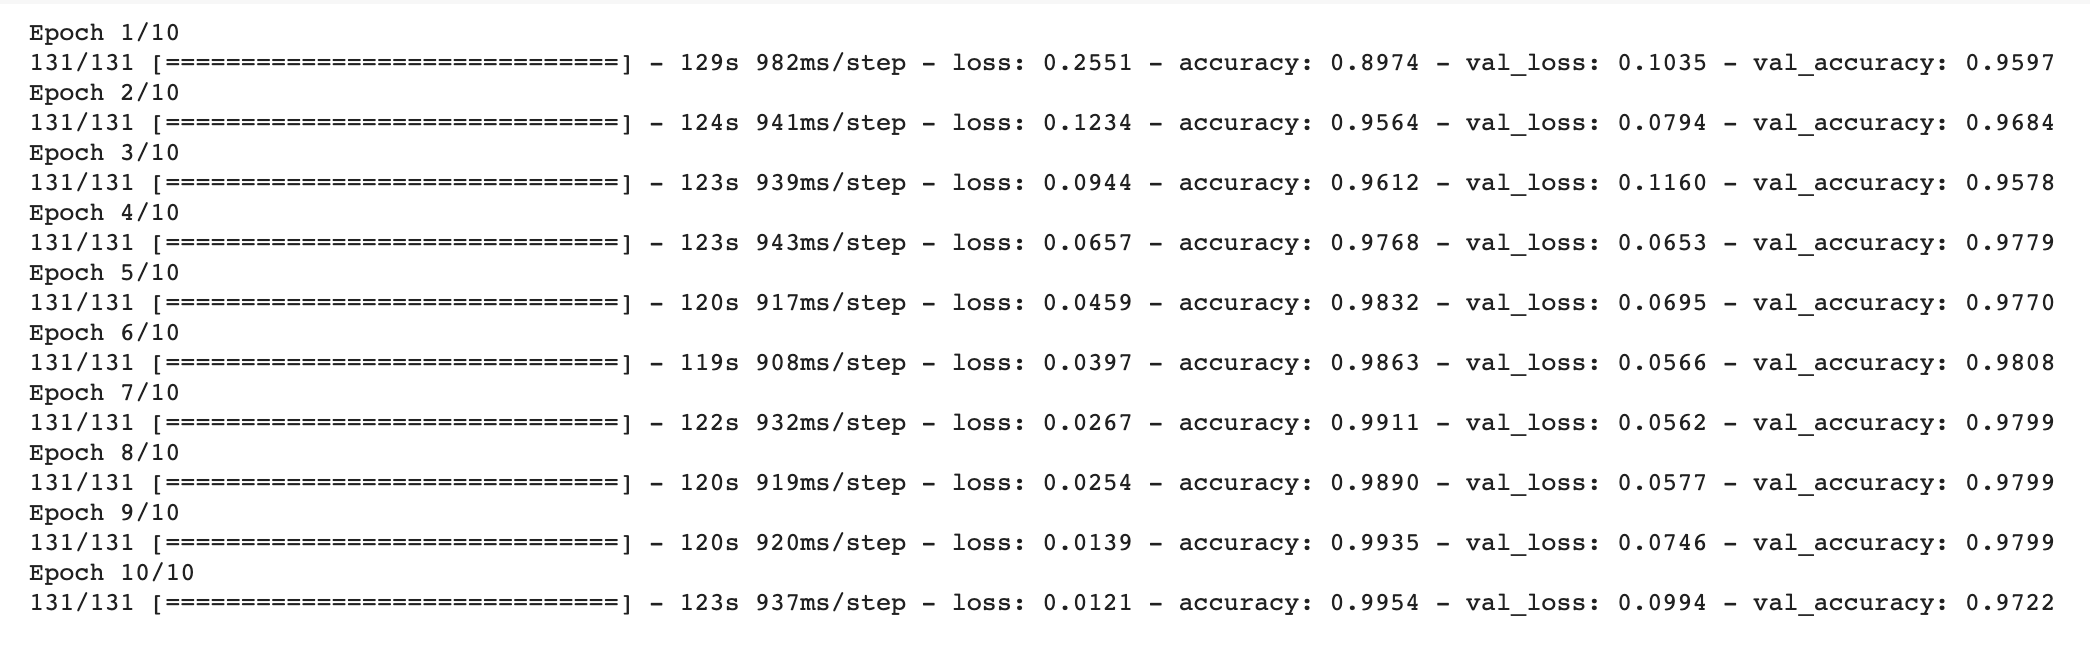 Epoch 1/10
131/131 [==============================] - 129s 982ms/step - loss: 0.2551 - accuracy: 0.8974 - val_loss: 0.1035 - val_accuracy: 0.9597
Epoch 2/10
131/131 [==============================] - 124s 941ms/step - loss: 0.1234 - accuracy: 0.9564 - val_loss: 0.0794 - val_accuracy: 0.9684
Epoch 3/10
131/131 [==============================] - 123s 939ms/step - loss: 0.0944 - accuracy: 0.9612 - val_loss: 0.1160 - val_accuracy: 0.9578
Epoch 4/10
131/131 [==============================] - 123s 943ms/step - loss: 0.0657 - accuracy: 0.9768 - val_loss: 0.0653 - val_accuracy: 0.9779
Epoch 5/10
131/131 [==============================] - 120s 917ms/step - loss: 0.0459 - accuracy: 0.9832 - val_loss: 0.0695 - val_accuracy: 0.9770
Epoch 6/10
131/131 [==============================] - 119s 908ms/step - loss: 0.0397 - accuracy: 0.9863 - val_loss: 0.0566 - val_accuracy: 0.9808
Epoch 7/10
131/131 [==============================] - 122s 932ms/step - loss: 0.0267 - accuracy: 0.9911 - val_loss: 0.0562 - val_accuracy: 0.9799
Epoch 8/10
131/131 [==============================] - 120s 919ms/step - loss: 0.0254 - accuracy: 0.9890 - val_loss: 0.0577 - val_accuracy: 0.9799
Epoch 9/10
131/131 [==============================] - 120s 920ms/step - loss: 0.0139 - accuracy: 0.9935 - val_loss: 0.0746 - val_accuracy: 0.9799
Epoch 10/10
131/131 [==============================] - 123s 937ms/step - loss: 0.0121 - accuracy: 0.9954 - val_loss: 0.0994 - val_accuracy: 0.9722